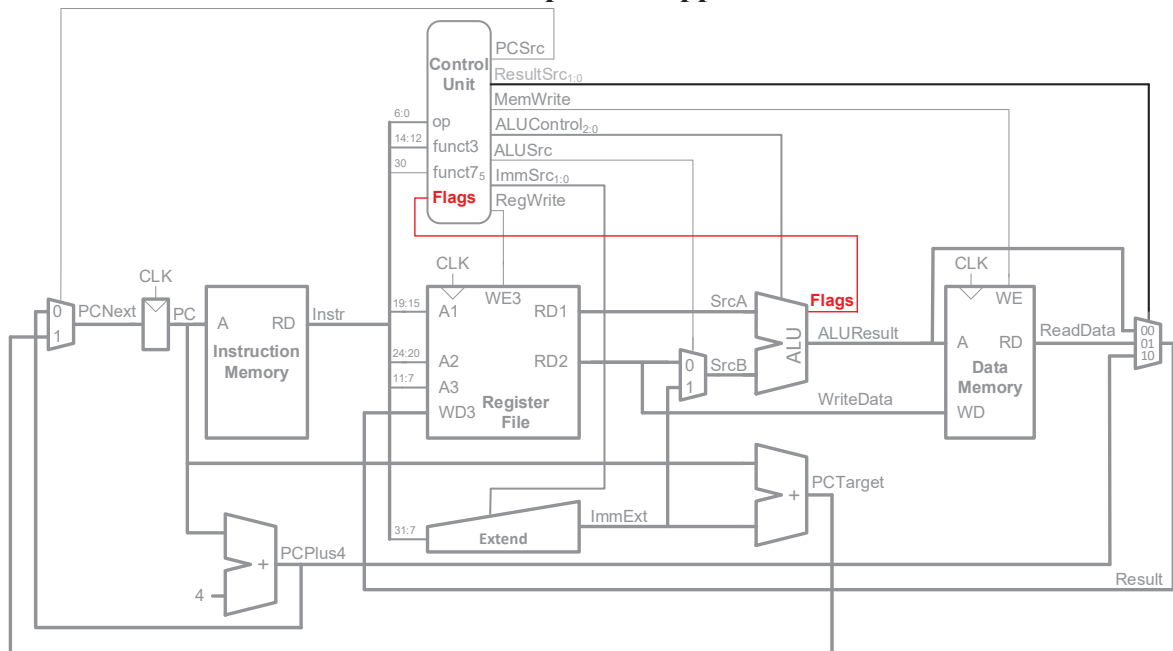 PCSrc
Control
Unit
ResultSrc1:0
MemWrite
6:0
op
ALUControl2:0
14:12
funct3
ALUSrc
30
funct75
ImmSrc1:0
Flags
RegWrite
CLK
CLK
CLK
0
1
PCNext
PC
A
RD
Instruction
Memory
Instr
19:15
A1
WE3
RD1
SrcA
Flags
24:20
A2
RD2
0
1
SrcB
ALU
ALUResult
WE
A
RD
ReadData
00
01
10
11:7
A3
WD3
Register
File
WriteData
Data
Memory
WD
+
PCTarget
31:7
Extend
ImmExt
+
PCPlus4
4
Result